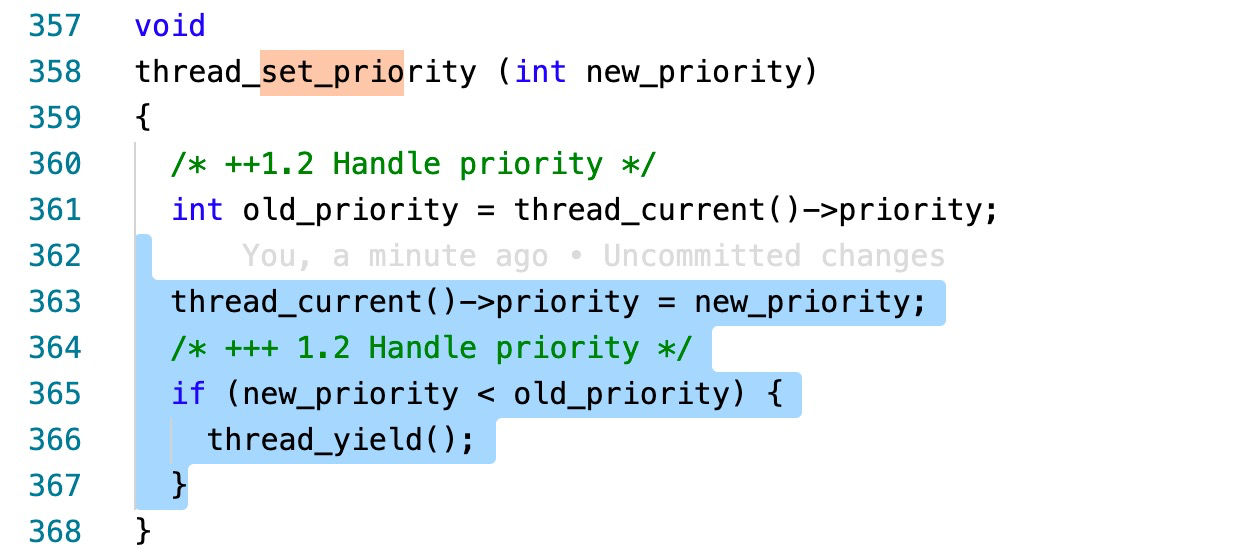 357 void
358 thread_set_priority (int new_priority)
359 {
360 /* ++1.2 Handle priority */
361 int old_priority = thread_current()->priority;
362 You, a minute ago • Uncommitted changes
363 thread_current()->priority = new_priority;
364 /* +++ 1.2 Handle priority */
365 if (new_priority < old_priority) {
366 thread_yield();
367 }
368 }